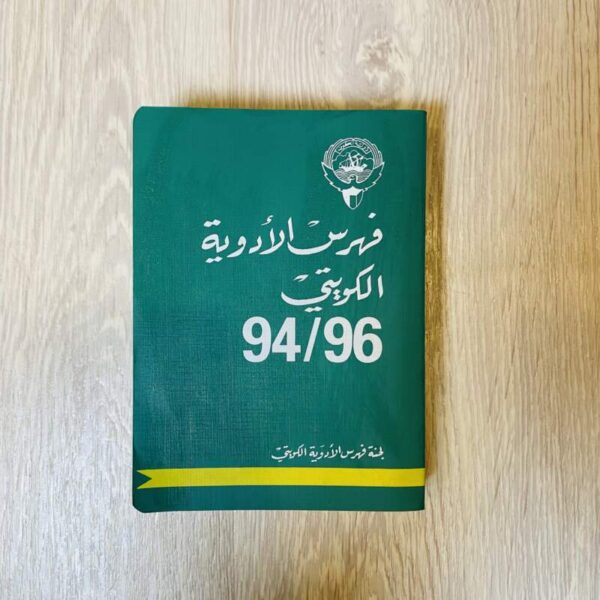 فهرس الأدوية
الكويتي
94/96
لجنة فهرس الأدوية الكويتي